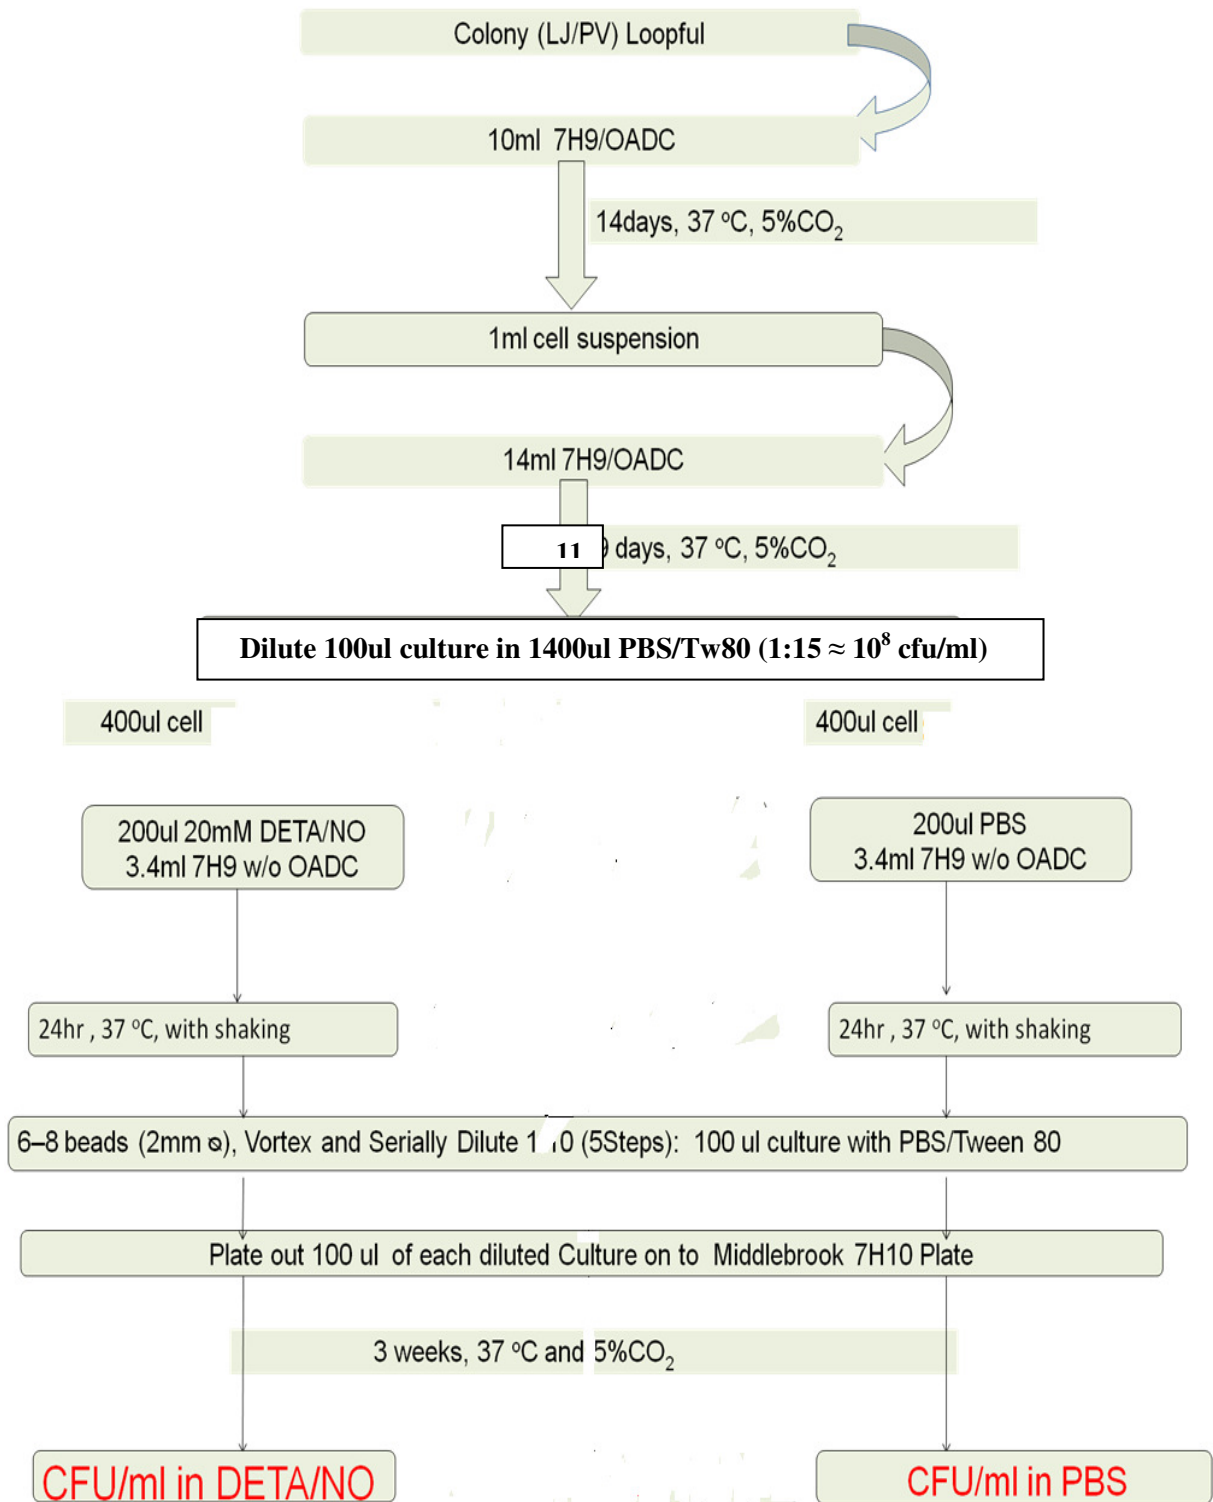 Colony (LJ/PV) Loopful
10ml 7H9/OADC
14days, 37 °C, 5%CO₂
1ml cell suspension
14ml 7H9/OADC
11 days, 37 °C, 5%CO₂
Dilute 100ul culture in 1400ul PBS/Tw80 (1:15 ≈ 10⁸ cfu/ml)
400ul cell
400ul cell
200ul 20mM DETA/NO
3.4ml 7H9 w/o OADC
200ul PBS
3.4ml 7H9 w/o OADC
24hr , 37 °C, with shaking
24hr , 37 °C, with shaking
6–8 beads (2mm ᴓ), Vortex and Serially Dilute 1 10 (5Steps): 100 ul culture with PBS/Tween 80
Plate out 100 ul of each diluted Culture on to Middlebrook 7H10 Plate
3 weeks, 37 °C and 5%CO₂
CFU/ml in DETA/NO
CFU/ml in PBS